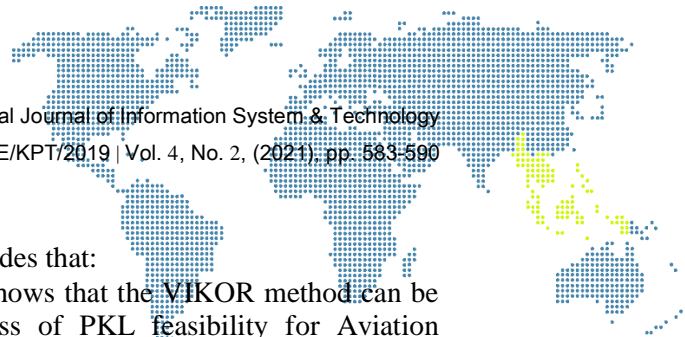 al Journal of Information System & Technology
E/KPT/2019 | Vol. 4, No. 2, (2021), pp. 583-590
des that:
hows that the VIKOR method can be
ss of PKL feasibility for Aviation